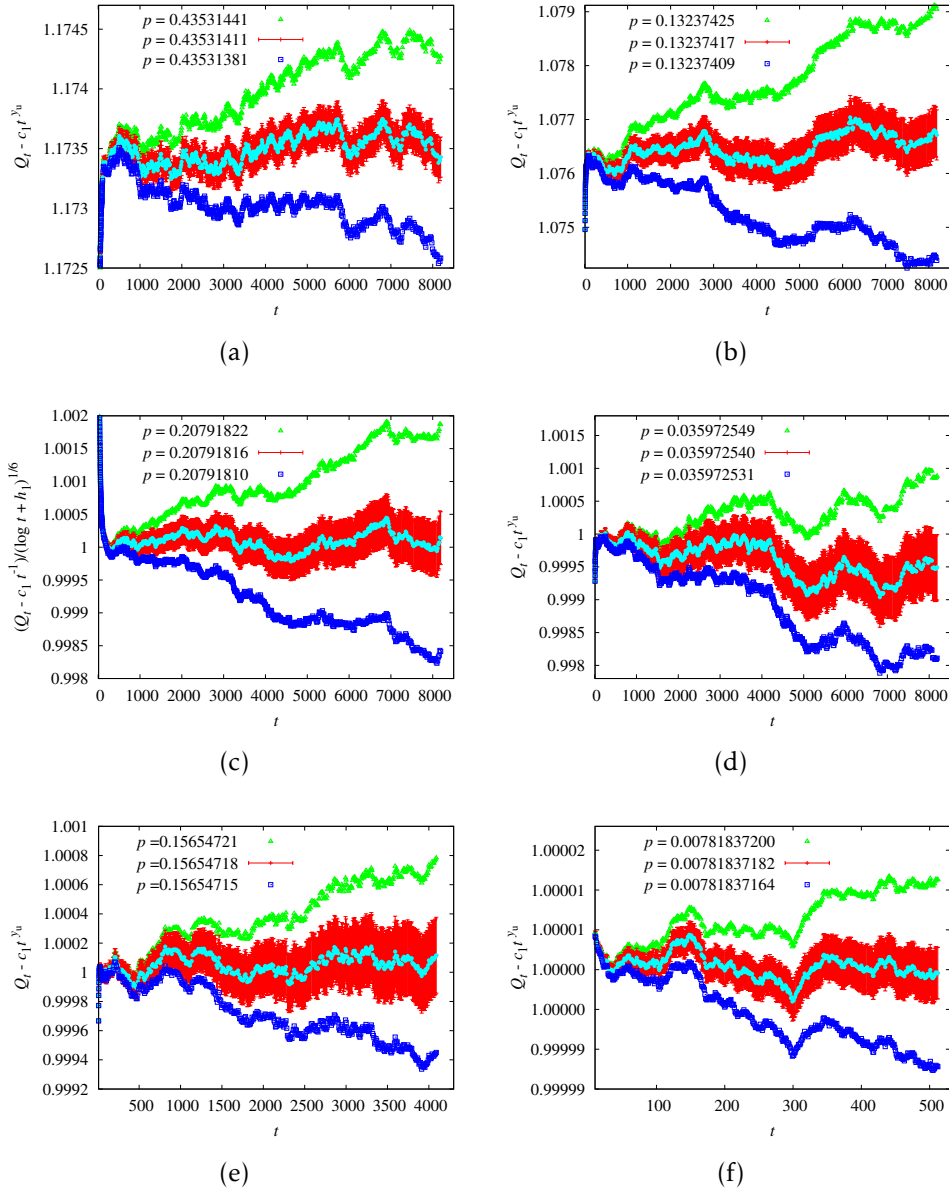 1.1745
1.174
1.1735
1.173
1.1725
Q_t - c_1 t^{y_u}
p = 0.43531441
p = 0.43531411
p = 0.43531381
0 1000 2000 3000 4000 5000 6000 7000 8000
t
(a)
1.079
1.078
1.077
1.076
1.075
Q_t - c_1 t^{y_u}
p = 0.13237425
p = 0.13237417
p = 0.13237409
0 1000 2000 3000 4000 5000 6000 7000 8000
t
(b)
1.002
1.0015
1.001
1.0005
1
0.9995
0.999
0.9985
0.998
(Q_t - c_1 t^{-1})/(log t + h_1)^{1/6}
p = 0.20791822
p = 0.20791816
p = 0.20791810
0 1000 2000 3000 4000 5000 6000 7000 8000
t
(c)
1.0015
1.001
1.0005
1
0.9995
0.999
0.9985
0.998
Q_t - c_1 t^{y_u}
p = 0.035972549
p = 0.035972540
p = 0.035972531
0 1000 2000 3000 4000 5000 6000 7000 8000
t
(d)
1.001
1.0008
1.0006
1.0004
1.0002
1
0.9998
0.9996
0.9994
0.9992
Q_t - c_1 t^{y_u}
p =0.15654721
p =0.15654718
p =0.15654715
500 1000 1500 2000 2500 3000 3500 4000
t
(e)
1.00002
1.00001
1.00001
1.00000
1.00000
0.99999
0.99999
Q_t - c_1 t^{y_u}
p =0.00781837200
p =0.00781837182
p =0.00781837164
100 200 300 400 500
t
(f)